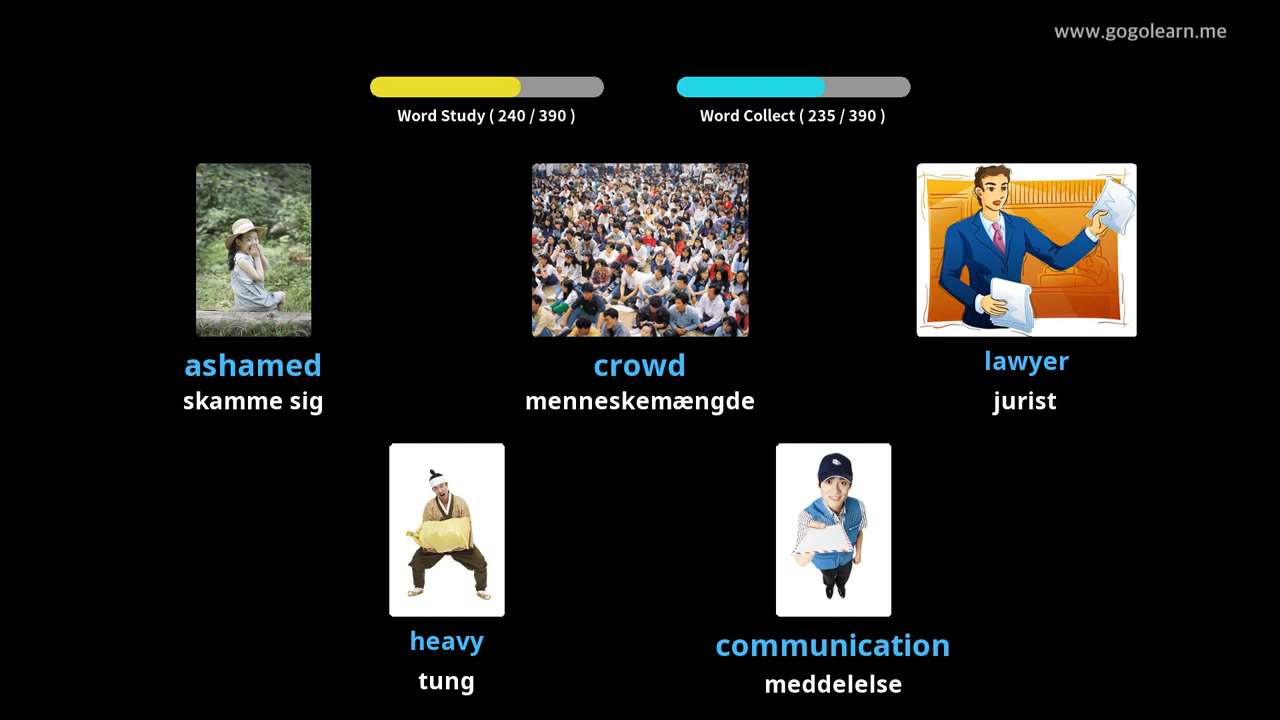 www.gogolearn.me
Word Study ( 240 / 390 )
Word Collect ( 235 / 390 )
ashamed
skamme sig
crowd
menneskemængde
lawyer
jurist
heavy
tung
communication
meddelelse